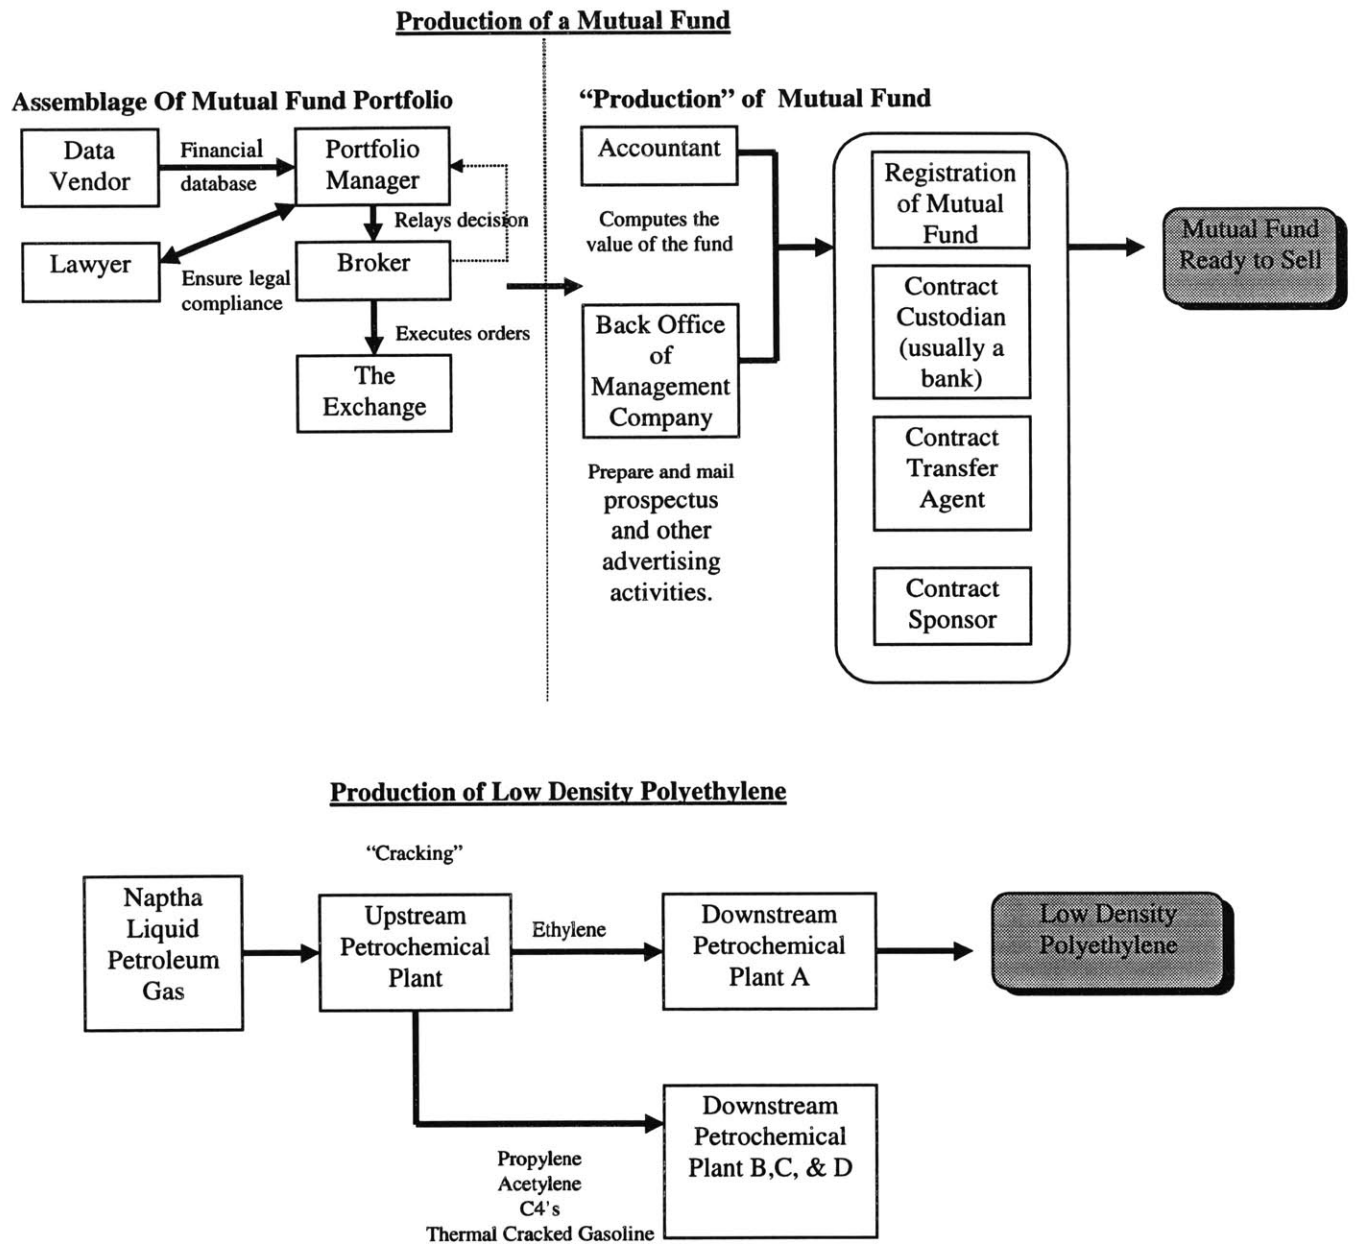 Production of a Mutual Fund
Assemblage Of Mutual Fund Portfolio
Data
Vendor
Financial
database
Portfolio
Manager
Relays decision
Lawyer
Ensure legal
compliance
Broker
Executes orders
The
Exchange
“Production” of Mutual Fund
Accountant
Computes the
value of the fund
Back Office
of
Management
Company
Prepare and mail
prospectus
and other
advertising
activities.
Registration
of Mutual
Fund
Contract
Custodian
(usually a
bank)
Contract
Transfer
Agent
Contract
Sponsor
Mutual Fund
Ready to Sell
Production of Low Density Polyethylene
“Cracking”
Naptha
Liquid
Petroleum
Gas
Upstream
Petrochemical
Plant
Ethylene
Downstream
Petrochemical
Plant A
Low Density
Polyethylene
Propylene
Acetylene
C4's
Thermal Cracked Gasoline
Downstream
Petrochemical
Plant B,C, & D